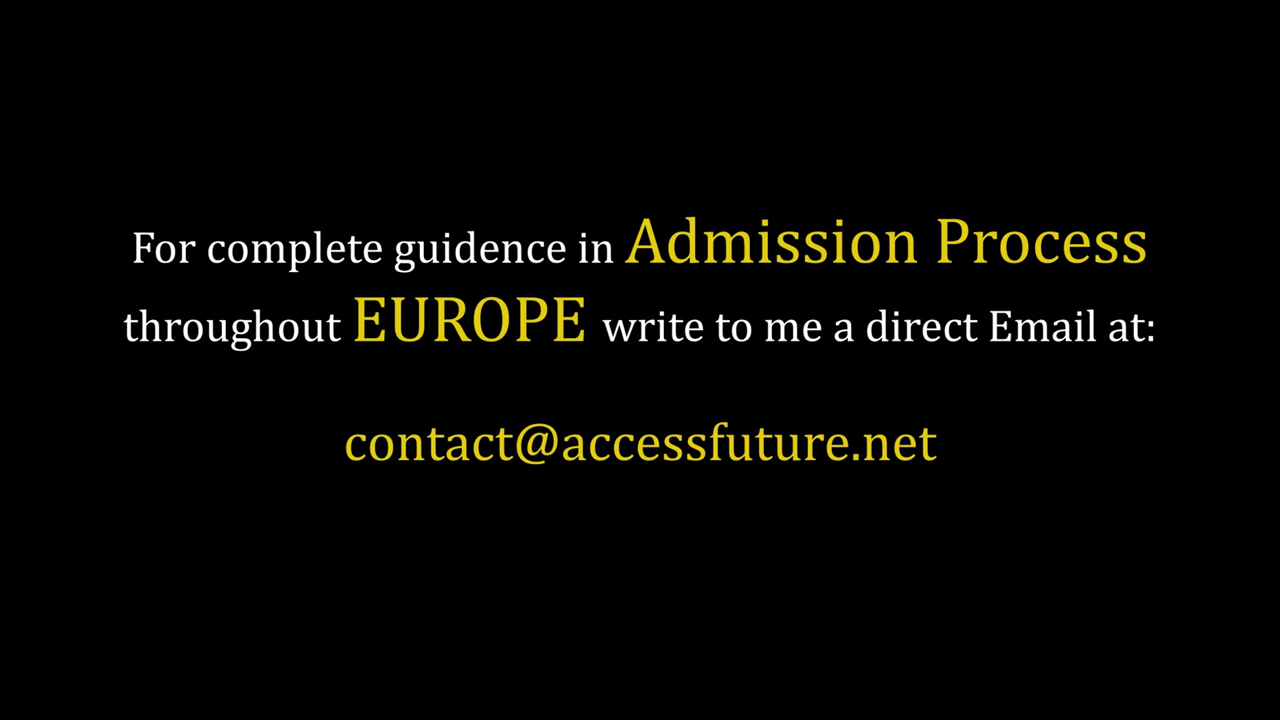 For complete guidence in Admission Process
throughout EUROPE write to me a direct Email at:
contact@accessfuture.net